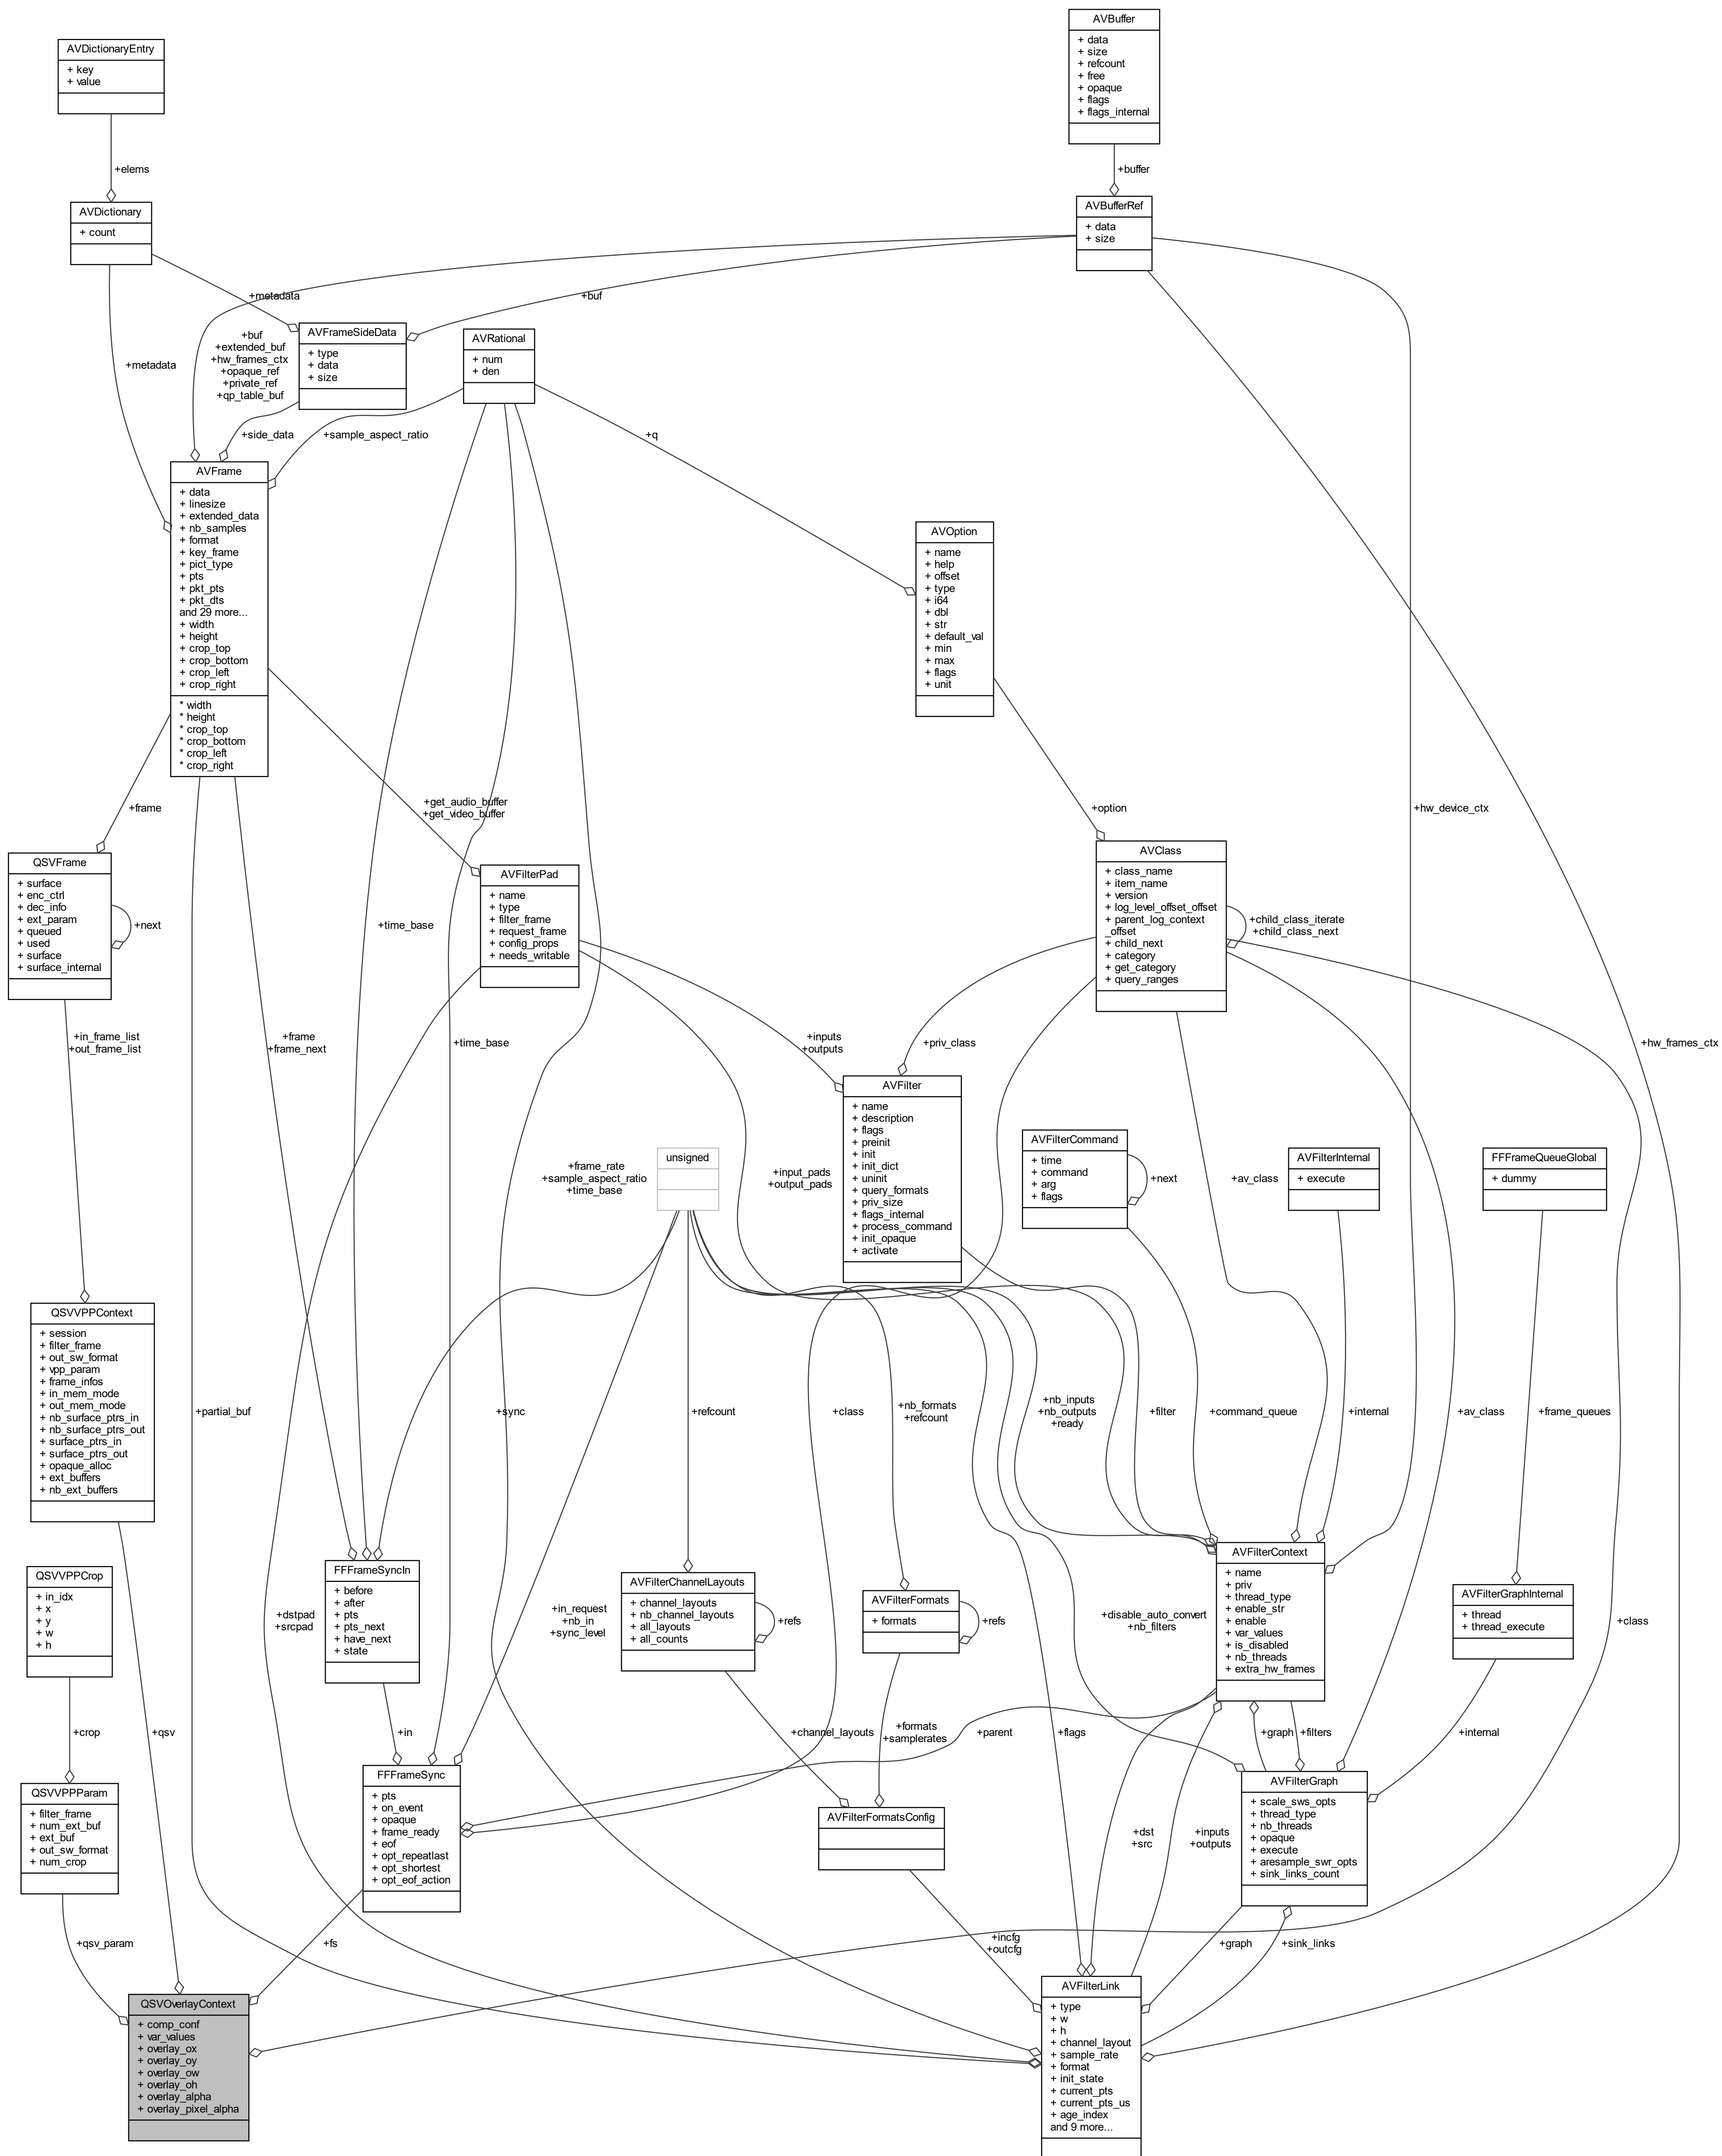 AVBuffer
+ data
+ size
+ refcount
+ free
+ opaque
+ flags
+ flags_internal
AVDictionaryEntry
+ key
+ value
+elems
+buffer
AVDictionary
+ count
AVBufferRef
+ data
+ size
+metadata
+buf
AVFrameSideData
+ type
+ data
+ size
AVRational
+ num
+ den
+buf
+extended_buf
+hw_frames_ctx
+opaque_ref
+private_ref
+qp_table_buf
+metadata
+side_data
+sample_aspect_ratio
+q
AVFrame
+ data
+ linesize
+ extended_data
+ nb_samples
+ format
+ key_frame
+ pict_type
+ pts
+ pkt_pts
+ pkt_dts
and 29 more...
+ width
+ height
+ crop_top
+ crop_bottom
+ crop_left
+ crop_right
* width
* height
* crop_top
* crop_bottom
* crop_left
* crop_right
AVOption
+ name
+ help
+ offset
+ type
+ i64
+ dbl
+ str
+ default_val
+ min
+ max
+ flags
+ unit
+frame
+get_audio_buffer
+get_video_buffer
+option
+hw_device_ctx
QSVFrame
+ surface
+ enc_ctrl
+ dec_info
+ ext_param
+ queued
+ used
+ surface
+ surface_internal
+next
+time_base
AVFilterPad
+ name
+ type
+ filter_frame
+ request_frame
+ config_props
+ needs_writable
AVClass
+ class_name
+ item_name
+ version
+ log_level_offset_offset
+ parent_log_context
_offset
+ child_next
+ category
+ get_category
+ query_ranges
+child_class_iterate
+child_class_next
+in_frame_list
+out_frame_list
+frame
+frame_next
+time_base
+inputs
+outputs
+priv_class
+hw_frames_ctx
AVFilter
+ name
+ description
+ flags
+ preinit
+ init
+ init_dict
+ uninit
+ query_formats
+ priv_size
+ flags_internal
+ process_command
+ init_opaque
+ activate
+frame_rate
+sample_aspect_ratio
+time_base
unsigned
+input_pads
+output_pads
AVFilterCommand
+ time
+ command
+ arg
+ flags
+next
+av_class
AVFilterInternal
+ execute
FFFrameQueueGlobal
+ dummy
QSVVPPContext
+ session
+ filter_frame
+ out_sw_format
+ vpp_param
+ frame_infos
+ in_mem_mode
+ out_mem_mode
+ nb_surface_ptrs_in
+ nb_surface_ptrs_out
+ surface_ptrs_in
+ surface_ptrs_out
+ opaque_alloc
+ ext_buffers
+ nb_ext_buffers
+partial_buf
+sync
+refcount
+class
+nb_formats
+refcount
+nb_inputs
+nb_outputs
+ready
+filter
+command_queue
+internal
+av_class
+frame_queues
QSVVPPCrop
+ in_idx
+ x
+ y
+ w
+ h
+dstpad
+srcpad
FFFrameSyncIn
+ before
+ after
+ pts
+ pts_next
+ have_next
+ state
+in_request
+nb_in
+sync_level
AVFilterChannelLayouts
+ channel_layouts
+ nb_channel_layouts
+ all_layouts
+ all_counts
+refs
AVFilterFormats
+ formats
+refs
+disable_auto_convert
+nb_filters
AVFilterContext
+ name
+ priv
+ thread_type
+ enable_str
+ enable
+ var_values
+ is_disabled
+ nb_threads
+ extra_hw_frames
AVFilterGraphInternal
+ thread
+ thread_execute
+class
+crop
+qsv
+in
+channel_layouts
+formats
+samplerates
+parent
+flags
+graph
+filters
+internal
QSVVPPParam
+ filter_frame
+ num_ext_buf
+ ext_buf
+ out_sw_format
+ num_crop
FFFrameSync
+ pts
+ on_event
+ opaque
+ frame_ready
+ eof
+ opt_repeatlast
+ opt_shortest
+ opt_eof_action
AVFilterFormatsConfig
+dst
+src
+inputs
+outputs
AVFilterGraph
+ scale_sws_opts
+ thread_type
+ nb_threads
+ opaque
+ execute
+ aresample_swr_opts
+ sink_links_count
+qsv_param
+fs
+incfg
+outcfg
+graph
+sink_links
QSVOverlayContext
+ comp_conf
+ var_values
+ overlay_ox
+ overlay_oy
+ overlay_ow
+ overlay_oh
+ overlay_alpha
+ overlay_pixel_alpha
AVFilterLink
+ type
+ w
+ h
+ channel_layout
+ sample_rate
+ format
+ init_state
+ current_pts
+ current_pts_us
+ age_index
and 9 more...